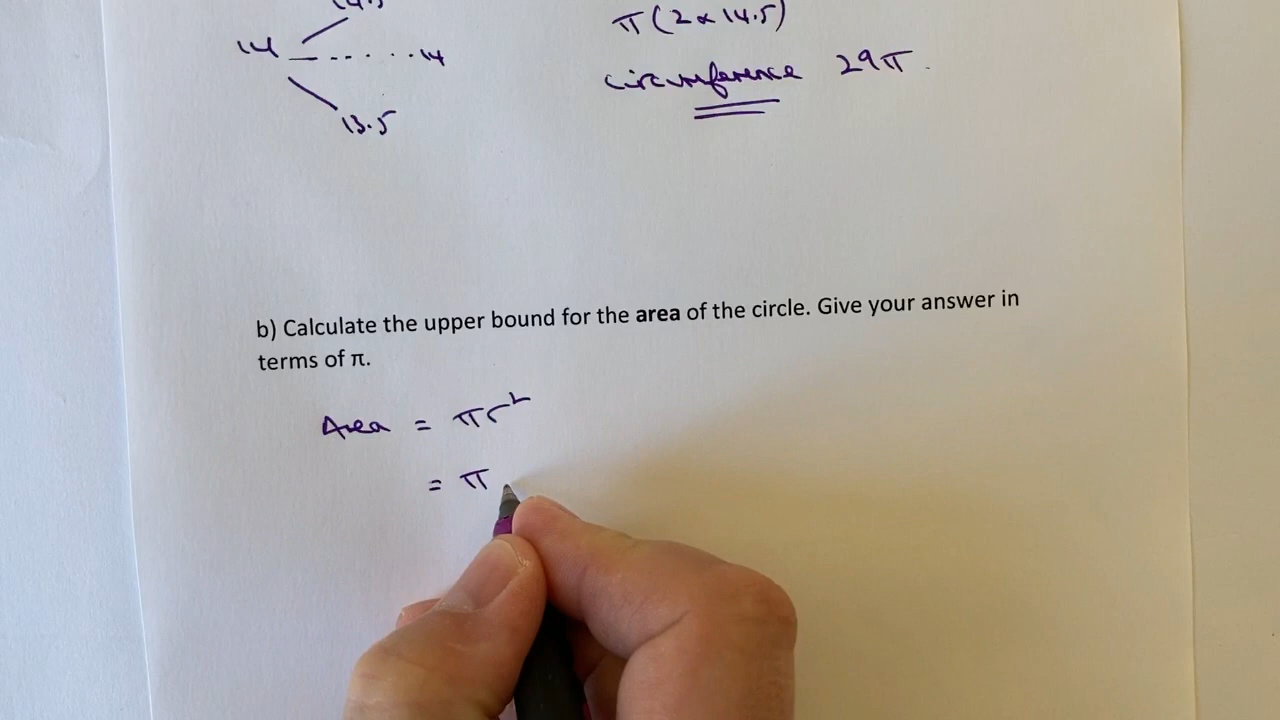 14.5
π(2×14.5)
14 - - - · · · 14
circumference 29π.
13.5
b) Calculate the upper bound for the area of the circle. Give your answer in
terms of π.
Area = πr²
= π